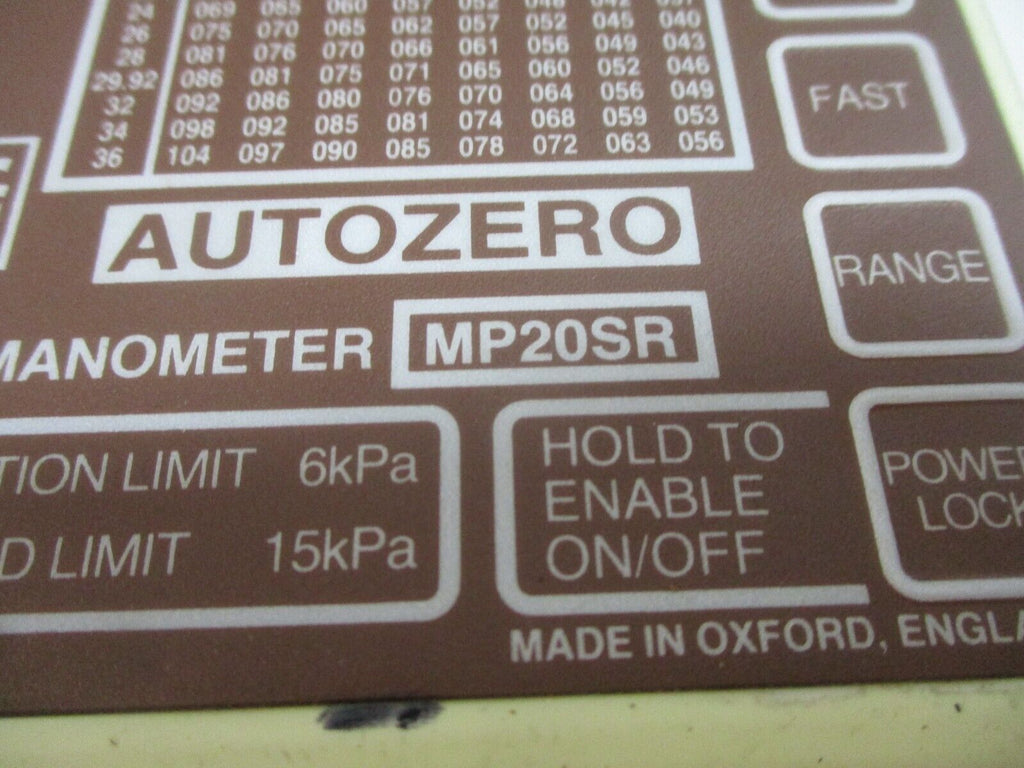 24 069 065 060 057 052 048 042 037
26 075 070 065 062 057 052 045 040
28 081 076 070 066 061 056 049 043
29.92 086 081 075 071 065 060 052 046
32 092 086 080 076 070 064 056 049
34 098 092 085 081 074 068 059 053
36 104 097 090 085 078 072 063 056
FAST
AUTOZERO
RANGE
MANOMETER MP20SR
TION LIMIT 6kPa
D LIMIT 15kPa
HOLD TO
ENABLE
ON/OFF
POWER
LOCK
MADE IN OXFORD, ENGLA